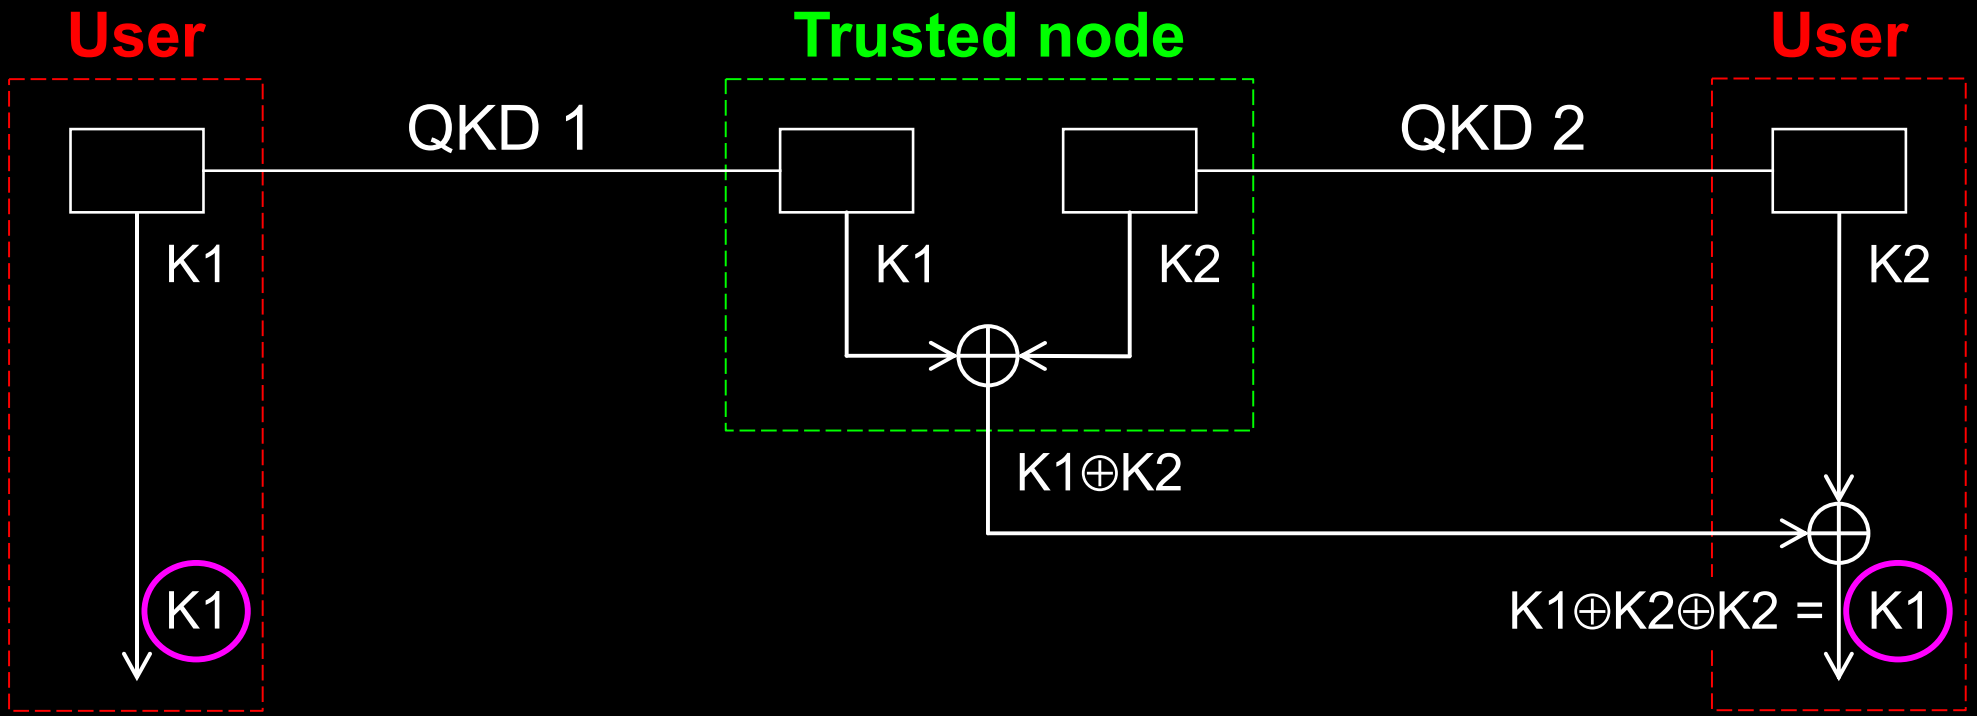 User
Trusted node
User
QKD 1
QKD 2
K1
K1
K2
K2
K1⊕K2
K1
K1⊕K2⊕K2 = K1